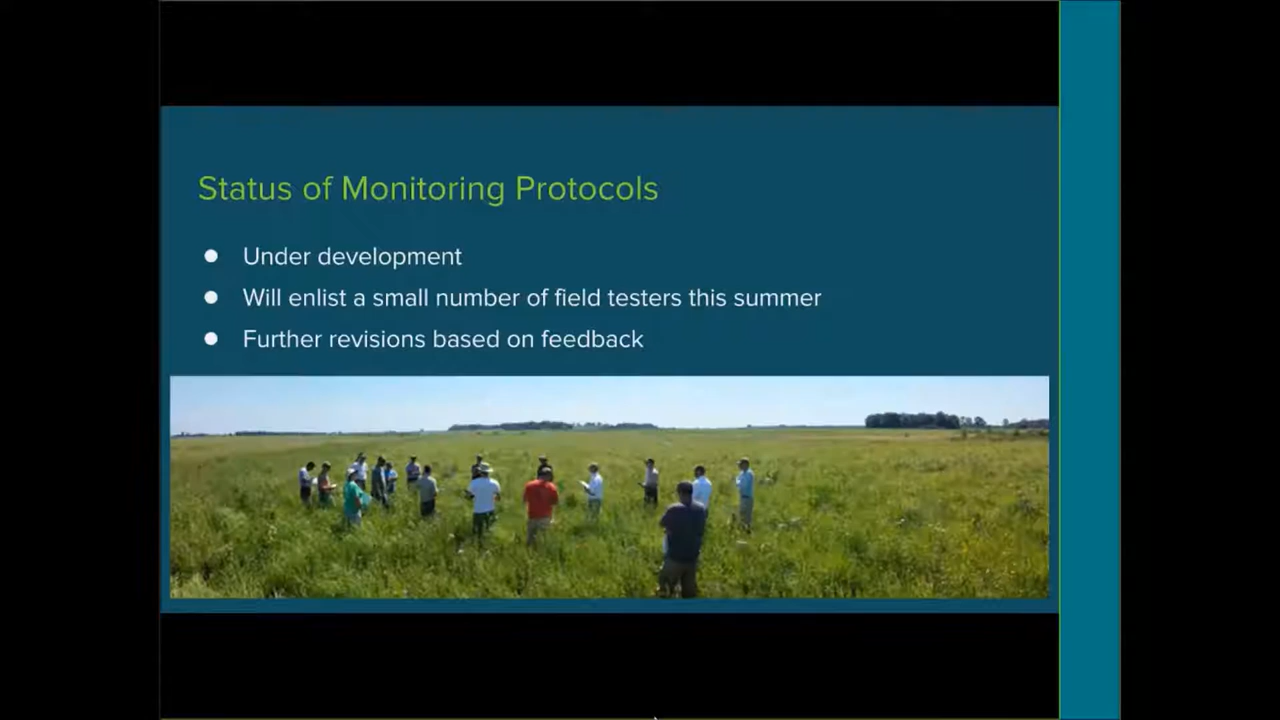 Status of Monitoring Protocols
● Under development
● Will enlist a small number of field testers this summer
● Further revisions based on feedback